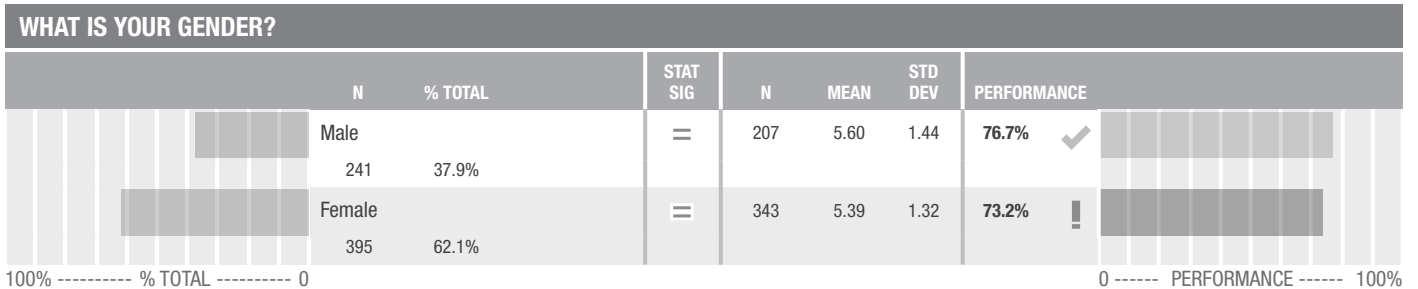 WHAT IS YOUR GENDER?
N % TOTAL STAT SIG N MEAN STD DEV PERFORMANCE
Male = 207 5.60 1.44 76.7%
241 37.9%
Female = 343 5.39 1.32 73.2% !
395 62.1%
100% ---------- % TOTAL ---------- 0 0 ------ PERFORMANCE ------ 100%